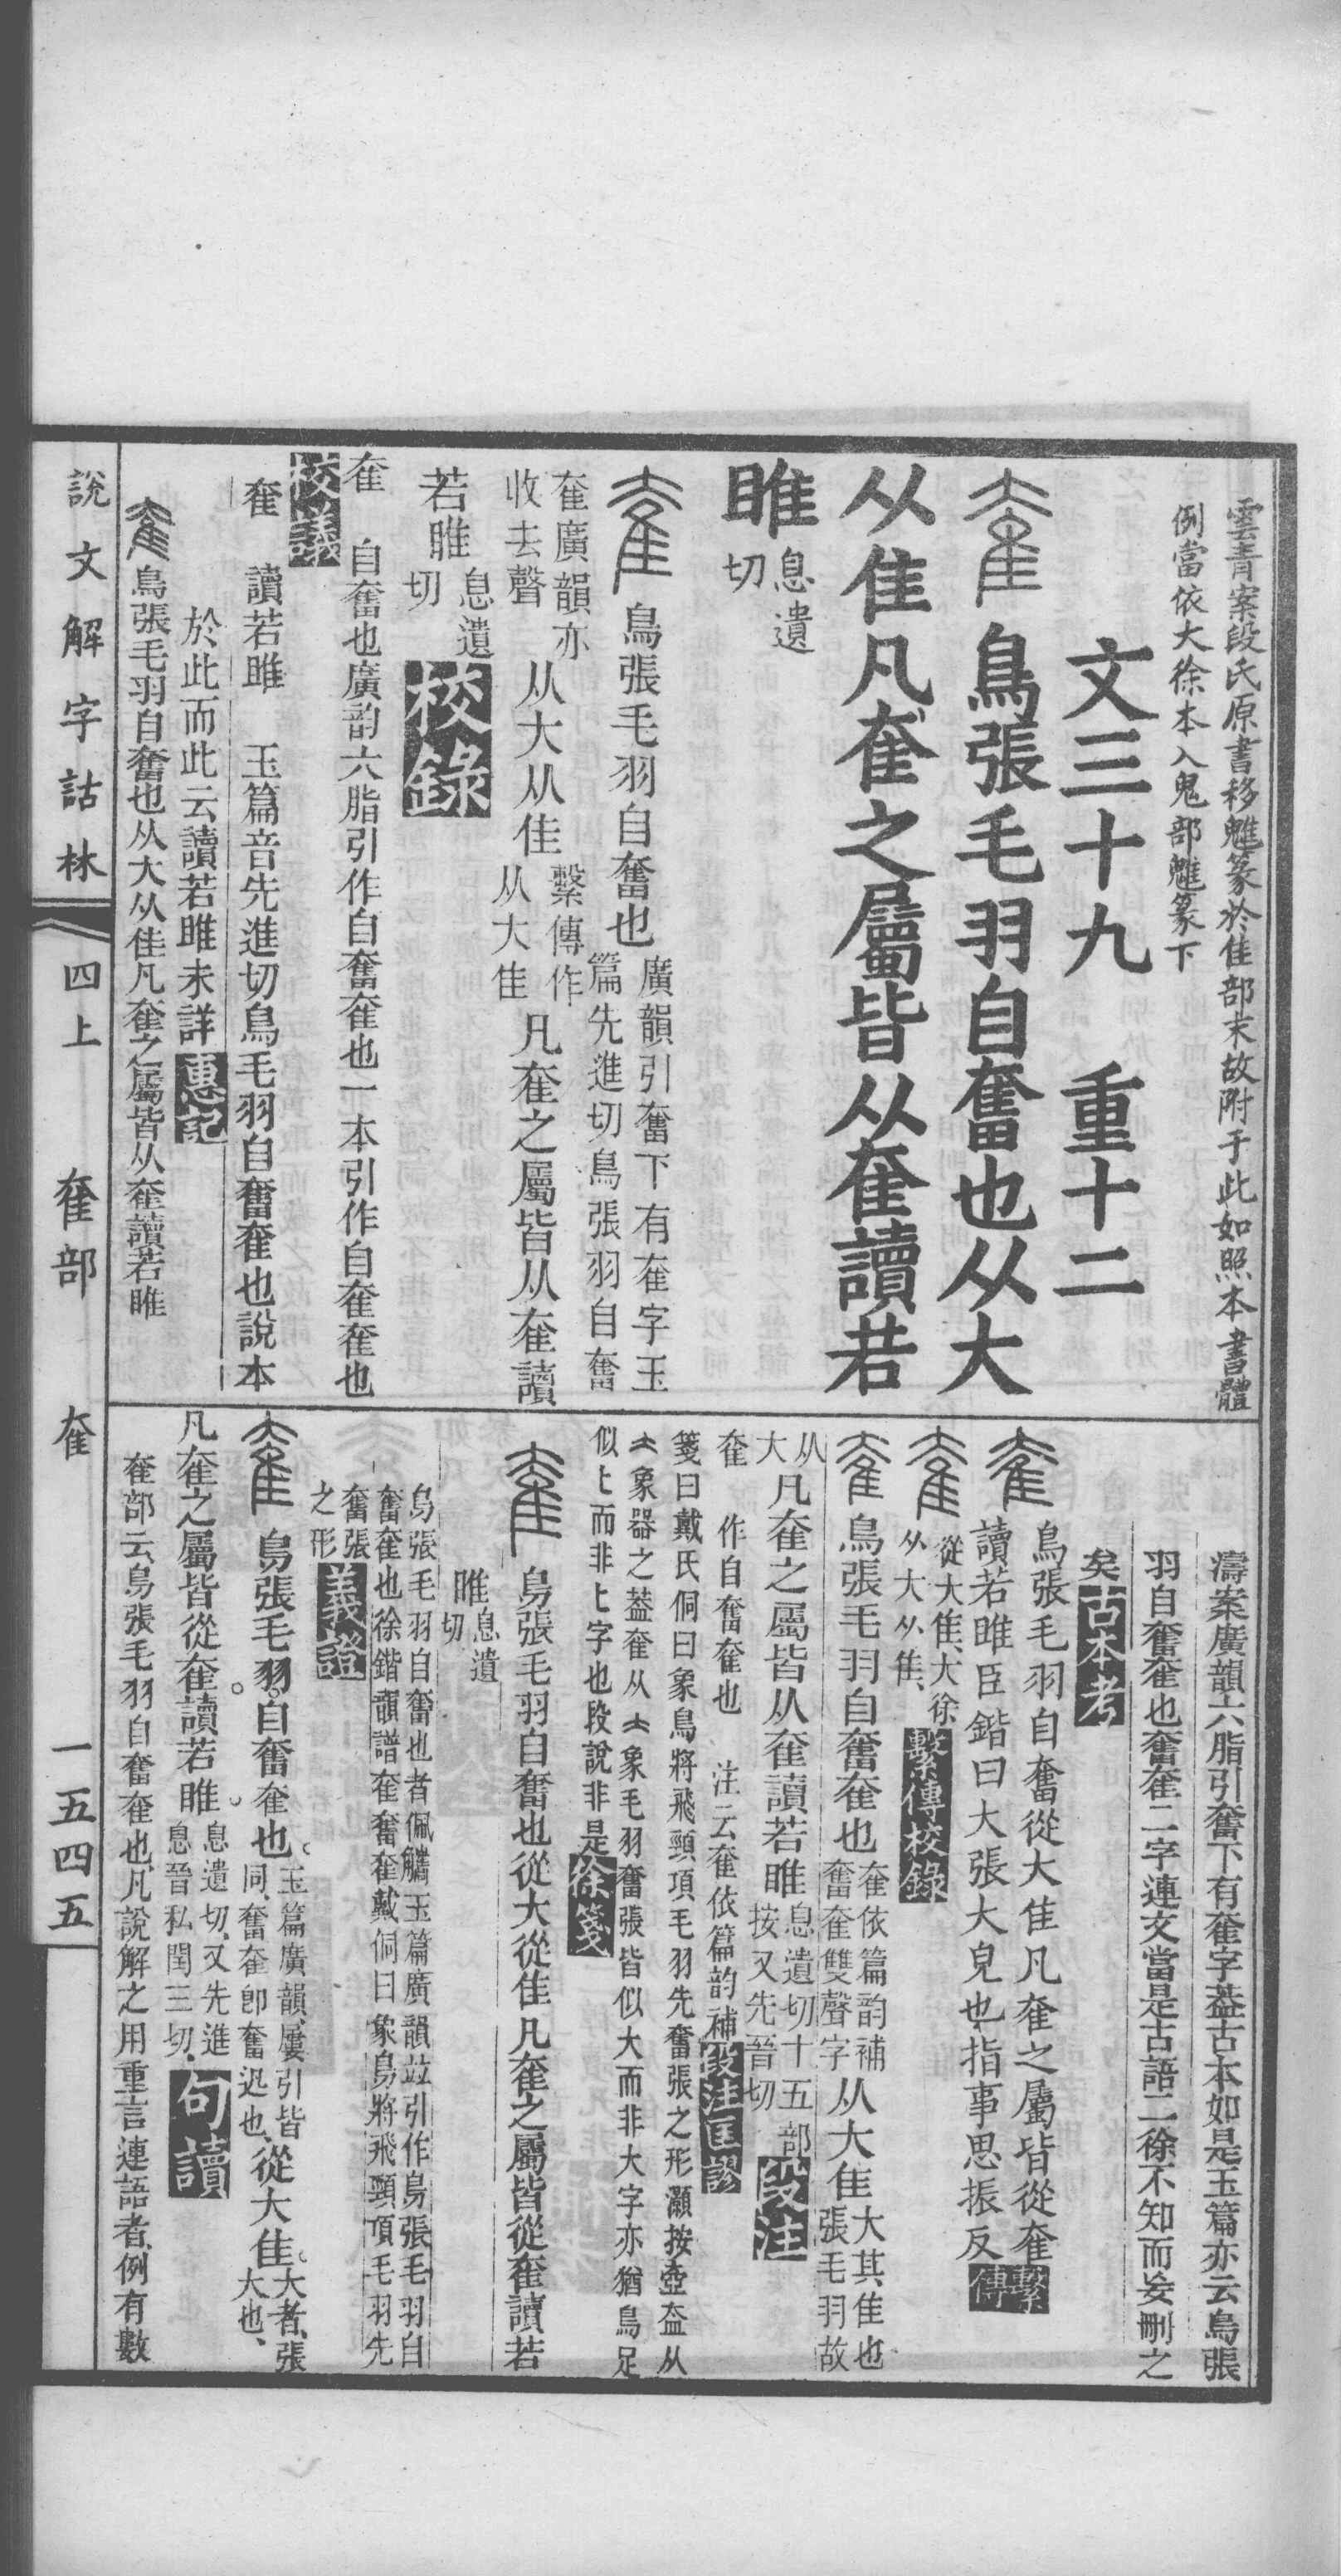 雲青案段氏原書移魋篆於隹部末故附于此如照本書體
例當依大徐本入鬼部魋篆下
文三十九 重十二
奞 鳥張毛羽自奮也从大
从隹凡奞之屬皆从奞讀若
睢 息遺切
奞 鳥張毛羽自奮也 廣韻引奮下有奞字玉
篇先進切鳥張羽自奮
奞廣韻亦
收去聲 从大从隹 繫傳作
从大隹 凡奞之屬皆从奞讀
若睢 息遺切 校錄
奞 自奮也廣韵六脂引作自奮奞也一本引作自奞奞也
校議
奞 讀若睢 玉篇音先進切鳥毛羽自奮奞也說本
於此而此云讀若睢未詳 惠記
奞 鳥張毛羽自奮也从大从隹凡奞之屬皆从奞讀若睢
濤案廣韻六脂引奮下有奞字葢古本如是玉篇亦云鳥張
羽自奮奞也奮奞二字連文當是古語二徐不知而妄刪之
矣 古本考
奞 鳥張毛羽自奮從大隹凡奞之屬皆從奞
讀若睢臣鍇曰大張大皃也指事思振反 繫傳
奞 從大隹、大徐
从大从隹、 繫傳校錄
奞 鳥張毛羽自奮奞也 奞依篇韵補
奮奞雙聲字 从大隹 大其隹也
張毛羽故
从大 凡奞之屬皆从奞讀若睢 息遺切十五部
按又先晉切 段注
奞 作自奮奞也 注云奞依篇韵補 段注匡謬
箋曰戴氏侗曰象鳥將飛頸項毛羽先奮張之形灝按壺盇从
大象器之葢奞从大象毛羽奮張皆似大而非大字亦猶鳥足
似匕而非匕字也段說非是 徐箋
奞 鳥張毛羽自奮也從大從隹凡奞之屬皆從奞讀若
睢 息遺切
鳥張毛羽自奮也者佩觿玉篇廣韻竝引作鳥張毛羽自
奮奞也徐鍇韻譜奞奮奞戴侗曰象鳥將飛頸項毛羽先
奮張
之形 義證
奞 鳥張毛羽。自奮奞也。 玉篇廣韻屢引皆
同、奮奞卽奮迅也、 從大隹。 大者、張
大也、
凡奞之屬皆從奞讀若睢。 息遺切、又先進
息晉私閏三切、 句讀
奞部云、鳥張毛羽自奮奞也、凡說解之用重言連語者、例有數
說文解字詁林 四上 奞部 奞 一五四五